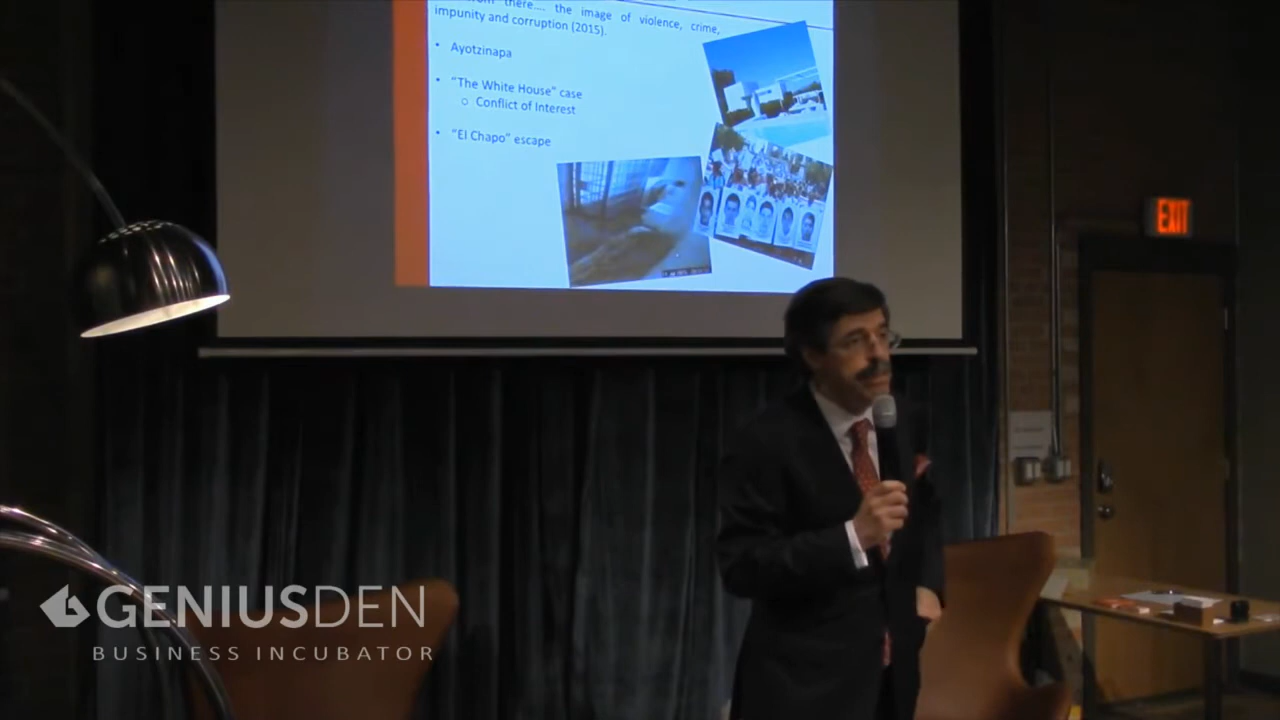 there.... the image of violence, crime,
impunity and corruption (2015).
• Ayotzinapa
• "The White House" case
o Conflict of Interest
• "El Chapo" escape
EXIT
GENIUSDEN
BUSINESS INCUBATOR